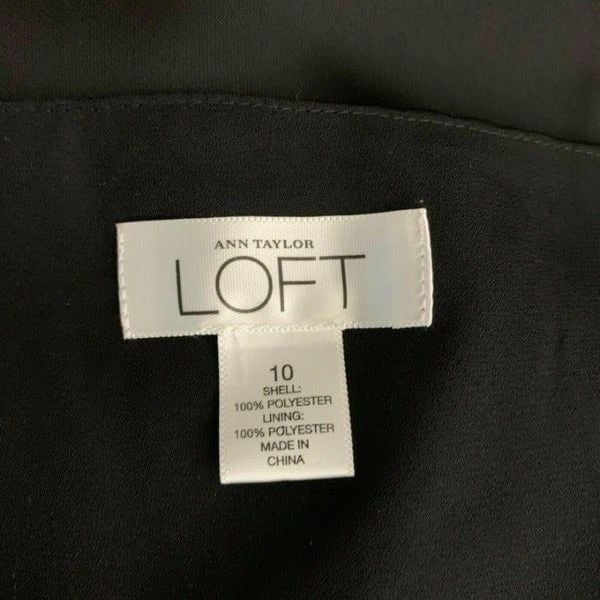 ANN TAYLOR
LOFT
10
SHELL:
100% POLYESTER
LINING:
100% POLYESTER
MADE IN
CHINA